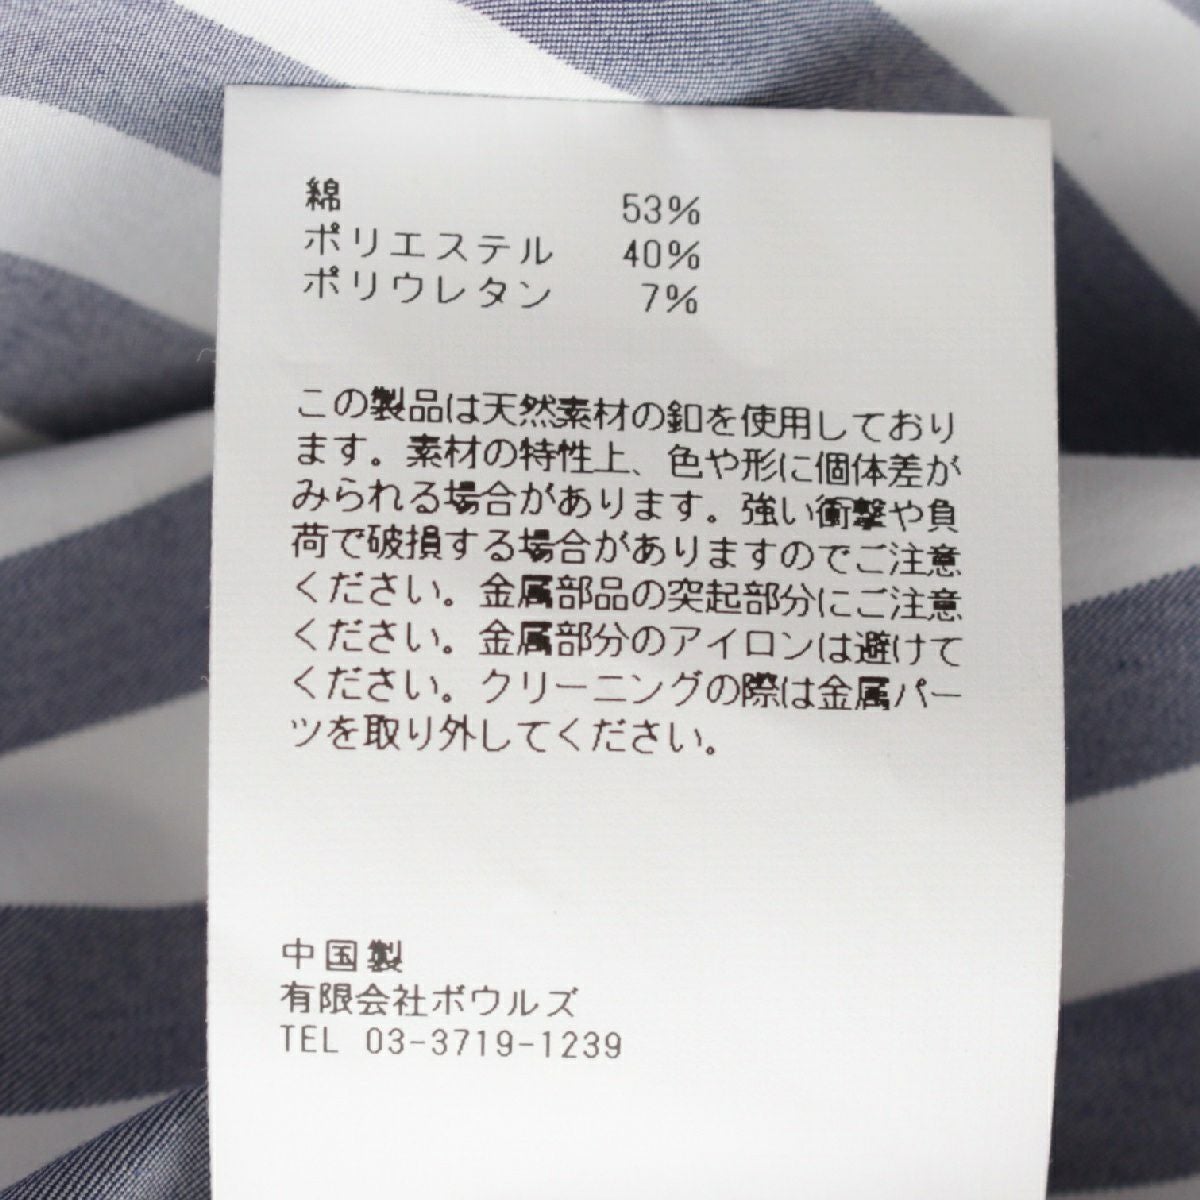 綿 53%
ポリエステル 40%
ポリウレタン 7%
この製品は天然素材の釦を使用しており
ます。素材の特性上、色や形に個体差が
みられる場合があります。強い衝撃や負
荷で破損する場合がありますのでご注意
ください。金属部品の突起部分にご注意
ください。金属部分のアイロンは避けて
ください。クリーニングの際は金属パー
ツを取り外してください。
中国製
有限会社ボウルズ
TEL 03-3719-1239